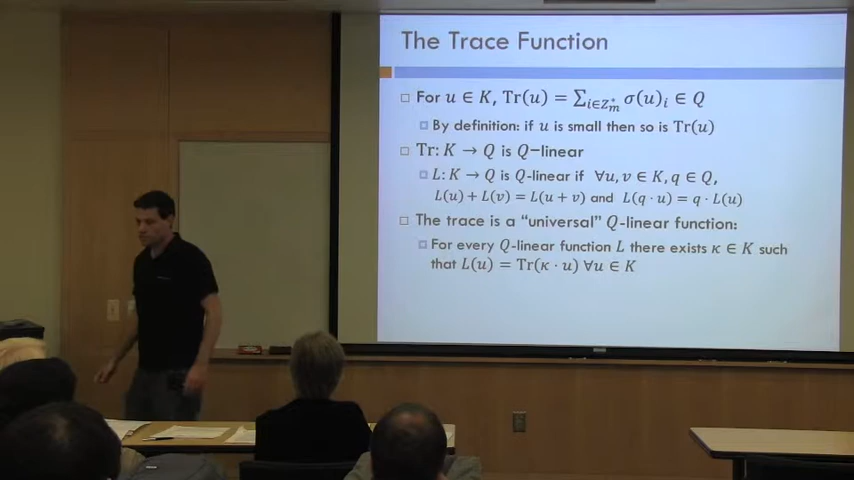 The Trace Function
For u ∈ K, Tr(u) = ∑_{i∈Z*_m} σ(u)_i ∈ Q
By definition: if u is small then so is Tr(u)
Tr: K → Q is Q−linear
L: K → Q is Q-linear if ∀u, v ∈ K, q ∈ Q,
L(u) + L(v) = L(u + v) and L(q · u) = q · L(u)
The trace is a "universal" Q-linear function:
For every Q-linear function L there exists κ ∈ K such
that L(u) = Tr(κ · u) ∀u ∈ K